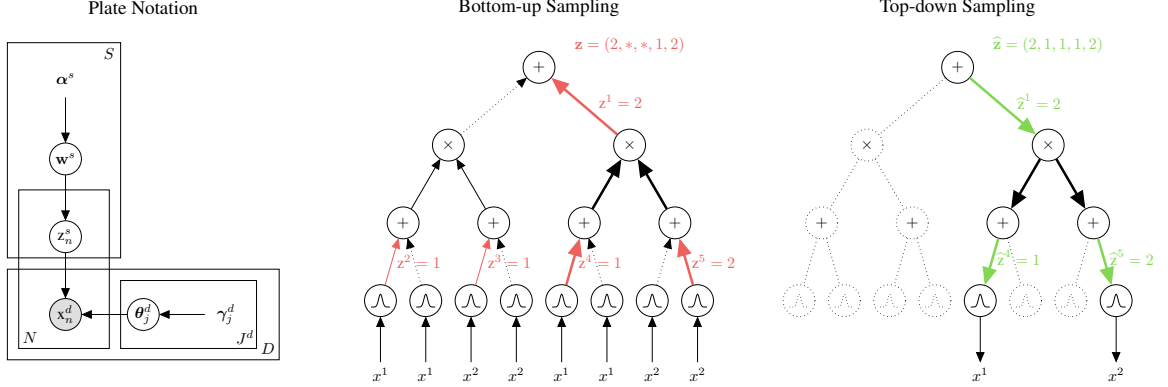 Plate Notation
S
α^s
w^s
z_n^s
x_n^d
θ_j^d
γ_j^d
N
J^d
D
Bottom-up Sampling
z = (2, ∗, ∗, 1, 2)
+
z^1 = 2
×
×
+
+
+
+
z^2 = 1
z^3 = 1
z^4 = 1
z^5 = 2
x^1
x^1
x^2
x^2
x^1
x^1
x^2
x^2
Top-down Sampling
ẑ = (2, 1, 1, 1, 2)
+
ẑ^1 = 2
×
×
+
+
+
+
ẑ^4 = 1
ẑ^5 = 2
x^1
x^2